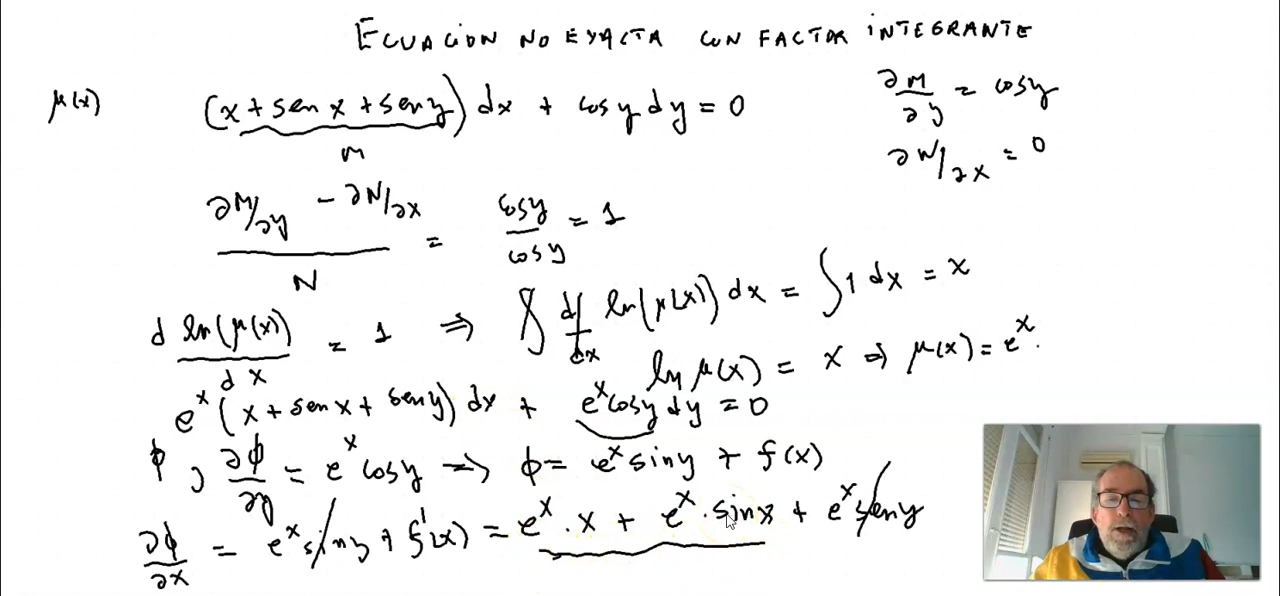 ECUACION NO EXACTA CON FACTOR INTEGRANTE
μ(x) (x + sen x + sen y) dx + cos y dy = 0 ∂M/∂y = cos y
M ∂N/∂x = 0
(∂M/∂y − ∂N/∂x)/N = cos y/cos y = 1
d ln(μ(x))/dx = 1 ⇒ ∫ d/dx ln(μ(x)) dx = ∫ 1 dx = x
ln μ(x) = x ⇒ μ(x) = e^x.
e^x (x + sen x + sen y) dx + e^x cos y dy = 0
ϕ, ∂ϕ/∂y = e^x cos y ⇒ ϕ = e^x sin y + f(x)
∂ϕ/∂x = e^x sin y + f'(x) = e^x · x + e^x · sin x + e^x sen y